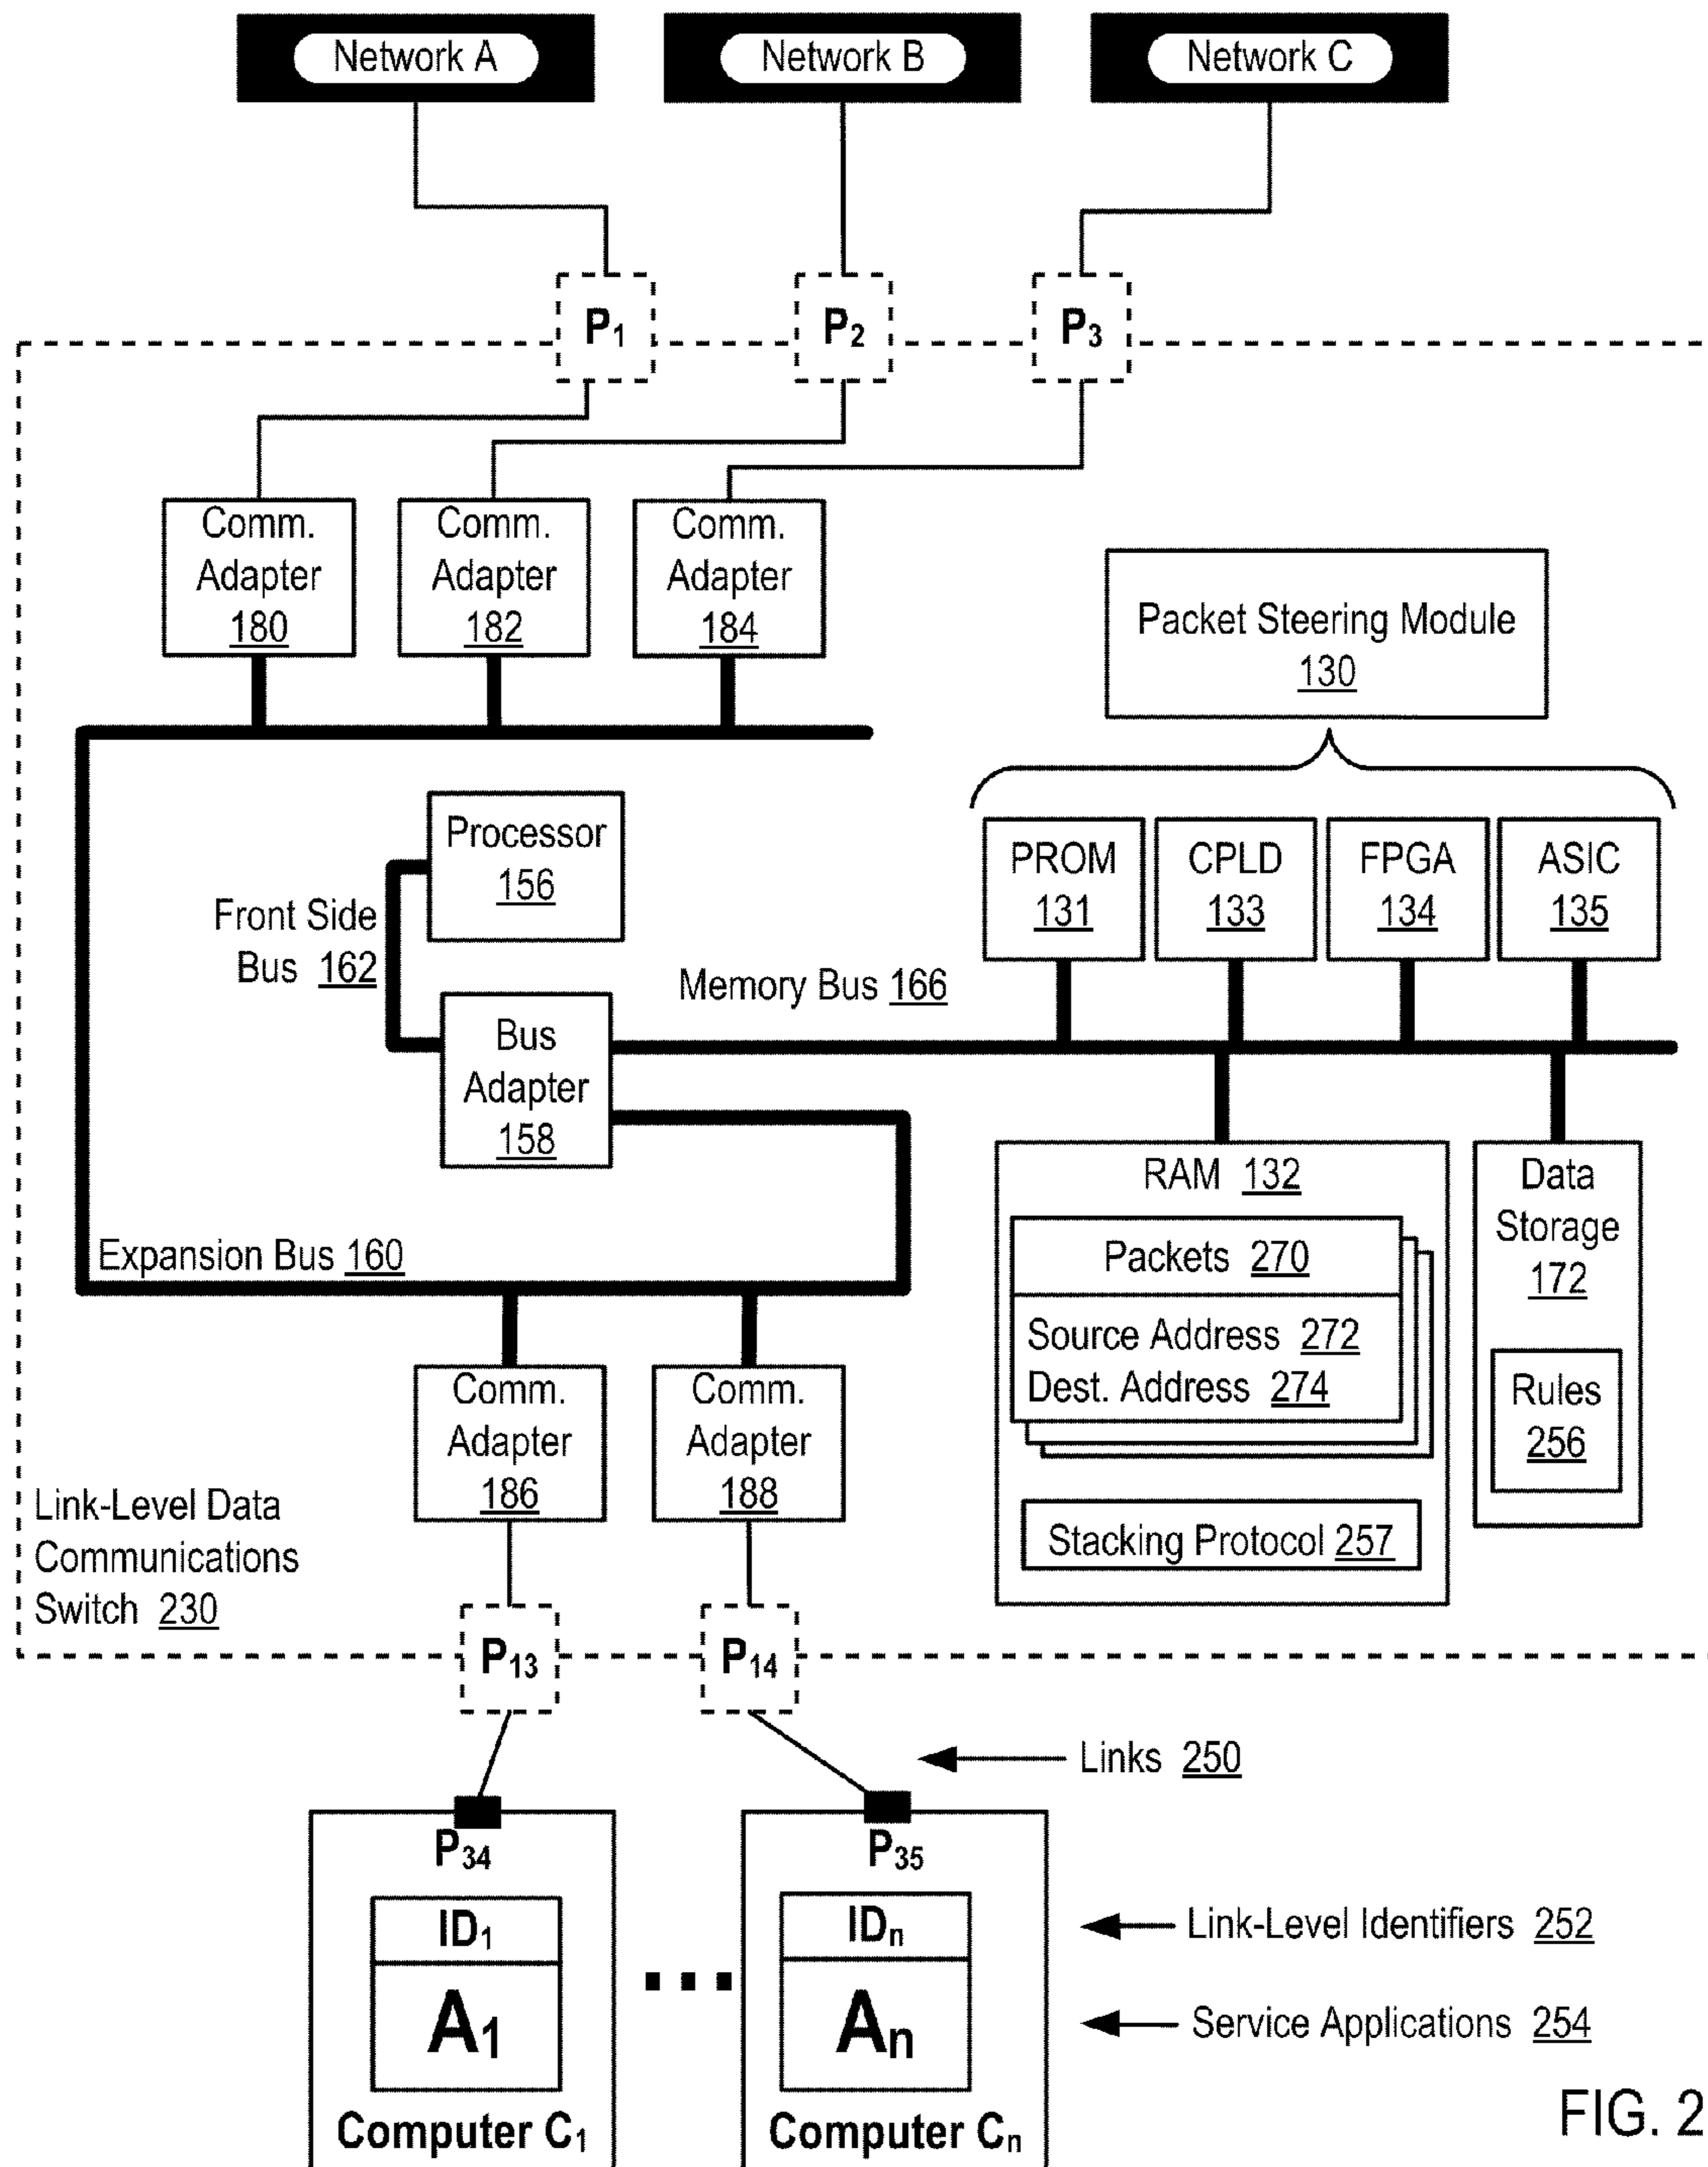 Network A
Network B
Network C
P1
P2
P3
Comm.
Adapter
180
Comm.
Adapter
182
Comm.
Adapter
184
Packet Steering Module
130
Processor
156
PROM
131
CPLD
133
FPGA
134
ASIC
135
Front Side
Bus 162
Memory Bus 166
Bus
Adapter
158
RAM 132
Packets 270
Source Address 272
Dest. Address 274
Stacking Protocol 257
Data
Storage
172
Rules
256
Expansion Bus 160
Comm.
Adapter
186
Comm.
Adapter
188
Link-Level Data
Communications
Switch 230
P13
P14
Links 250
P34
P35
ID1
IDn
Link-Level Identifiers 252
A1
An
Service Applications 254
Computer C1
Computer Cn
FIG. 2